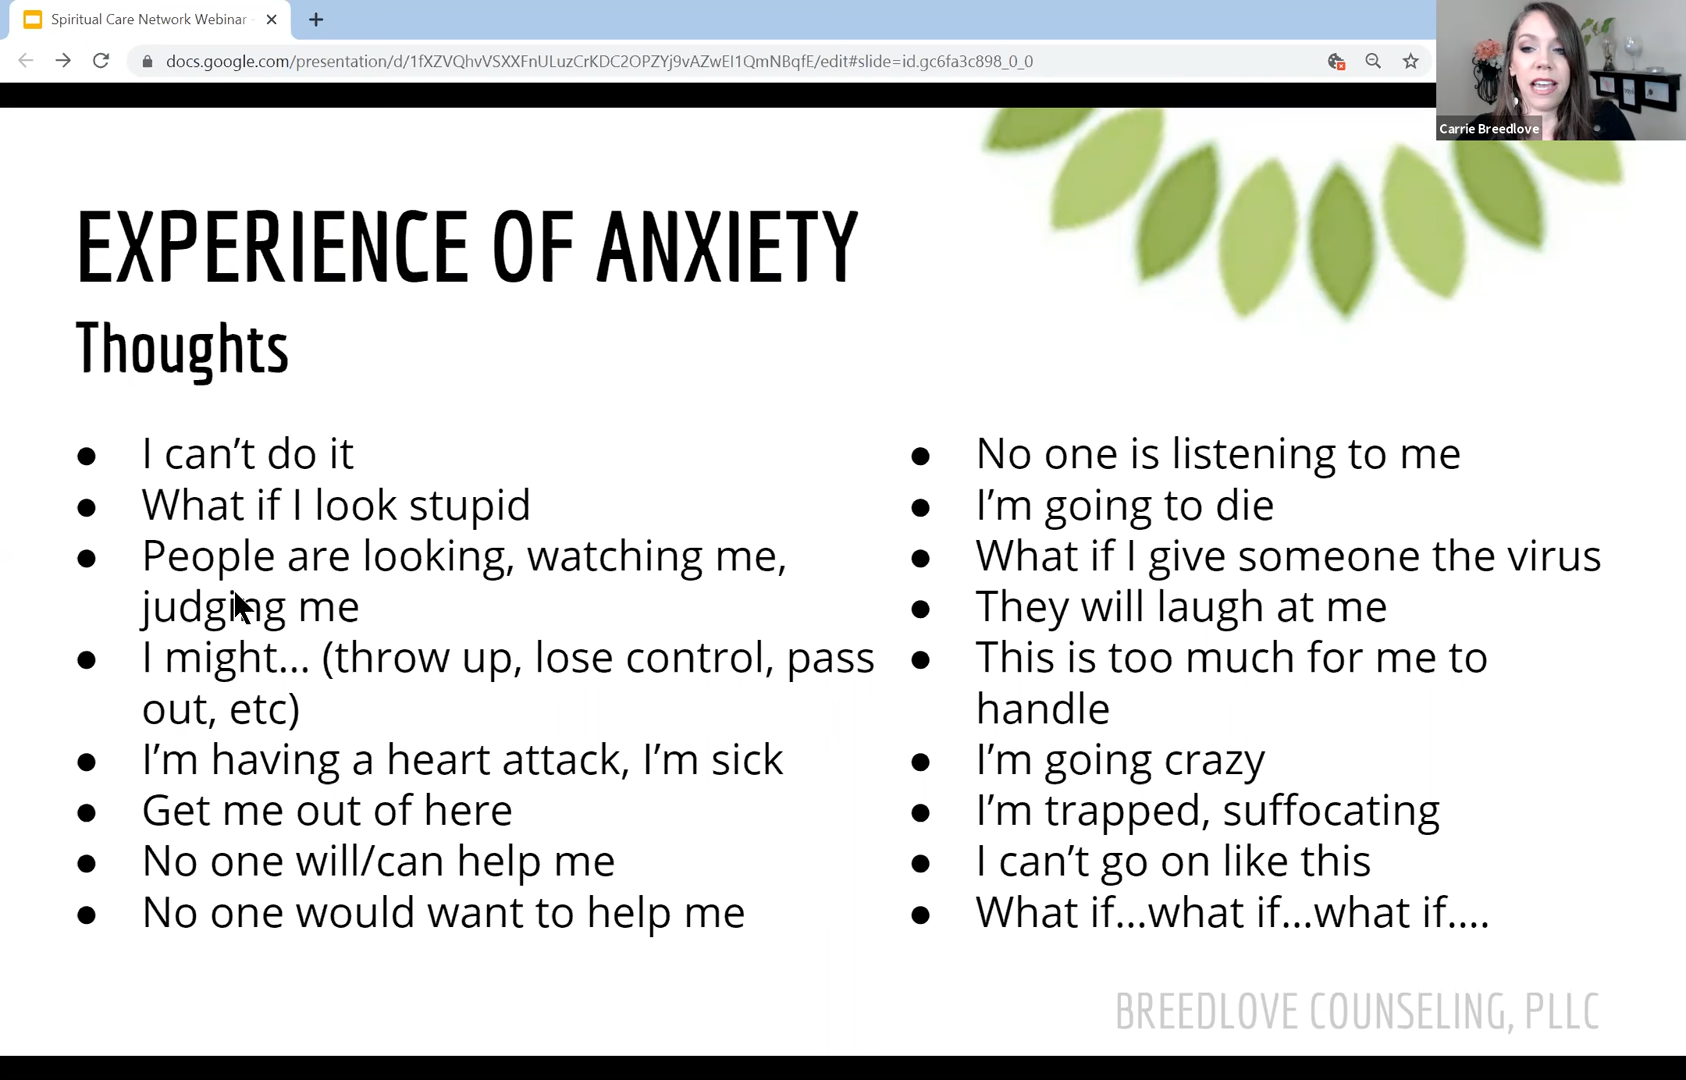 Spiritual Care Network Webinar -
docs.google.com/presentation/d/1fXZVQhvVSXXFnULuzCrKDC2OPZYj9vAZwEI1QmNBqfE/edit#slide=id.gc6fa3c898_0_0
Carrie Breedlove
EXPERIENCE OF ANXIETY
Thoughts
● I can’t do it
● What if I look stupid
● People are looking, watching me,
judging me
● I might... (throw up, lose control, pass
out, etc)
● I’m having a heart attack, I’m sick
● Get me out of here
● No one will/can help me
● No one would want to help me
● No one is listening to me
● I’m going to die
● What if I give someone the virus
● They will laugh at me
● This is too much for me to
handle
● I’m going crazy
● I’m trapped, suffocating
● I can’t go on like this
● What if...what if...what if....
BREEDLOVE COUNSELING, PLLC